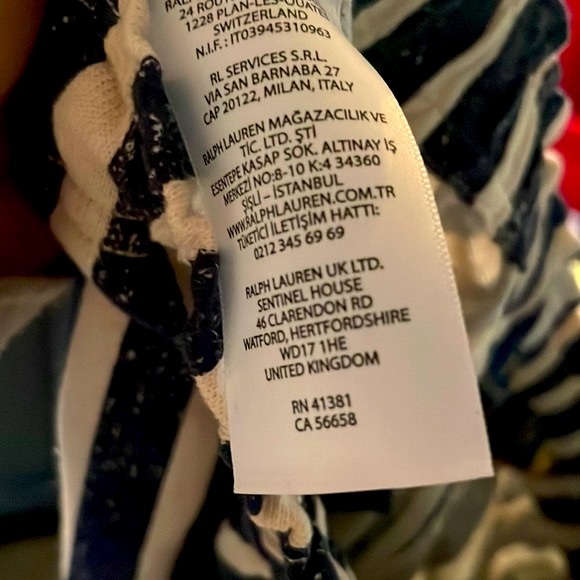 24 ROUTE
1228 PLAN-LES-OUATES
SWITZERLAND
N.I.F.: IT03945310963
RL SERVICES S.R.L.
VIA SAN BARNABA 27
CAP 20122, MILAN, ITALY
RALPH LAUREN MAĞAZACILIK VE
TİC. LTD. ŞTİ
ESENTEPE KASAP SOK. ALTINAY İŞ
MERKEZİ NO:8-10 K:4 34360
ŞİŞLİ – İSTANBUL
WWW.RALPHLAUREN.COM.TR
TÜKETİCİ İLETİŞİM HATTI:
0212 345 69 69
RALPH LAUREN UK LTD.
SENTINEL HOUSE
46 CLARENDON RD
WATFORD, HERTFORDSHIRE
WD17 1HE
UNITED KINGDOM
RN 41381
CA 56658